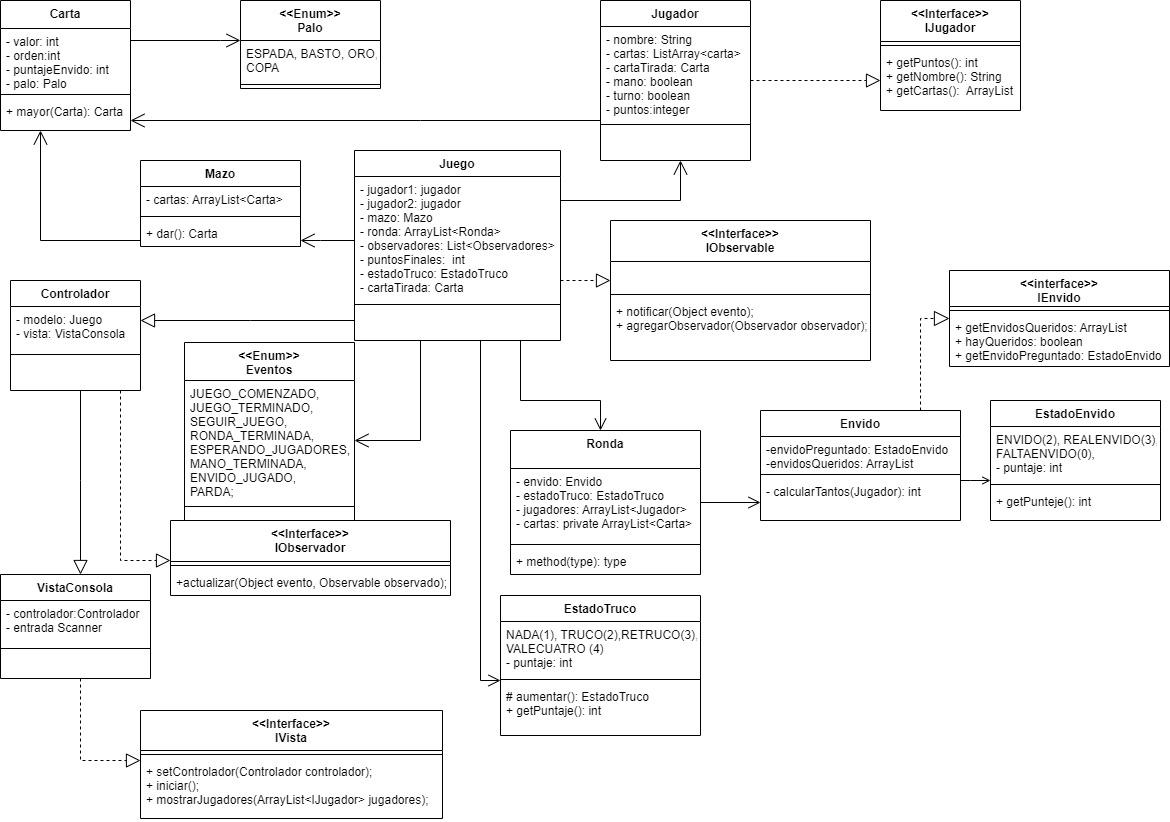 Carta
- valor: int
- orden:int
- puntajeEnvido: int
- palo: Palo
+ mayor(Carta): Carta
<<Enum>>
Palo
ESPADA, BASTO, ORO,
COPA
Jugador
- nombre: String
- cartas: ListArray<carta>
- cartaTirada: Carta
- mano: boolean
- turno: boolean
- puntos:integer
<<Interface>>
IJugador
+ getPuntos(): int
+ getNombre(): String
+ getCartas():  ArrayList
Mazo
- cartas: ArrayList<Carta>
+ dar(): Carta
Juego
- jugador1: jugador
- jugador2: jugador
- mazo: Mazo
- ronda: ArrayList<Ronda>
- observadores: List<Observadores>
- puntosFinales:  int
- estadoTruco: EstadoTruco
- cartaTirada: Carta
<<Interface>>
IObservable
+ notificar(Object evento);
+ agregarObservador(Observador observador);
<<interface>>
IEnvido
+ getEnvidosQueridos: ArrayList
+ hayQueridos: boolean
+ getEnvidoPreguntado: EstadoEnvido
Controlador
- modelo: Juego
- vista: VistaConsola
<<Enum>>
Eventos
JUEGO_COMENZADO,
JUEGO_TERMINADO,
SEGUIR_JUEGO,
RONDA_TERMINADA,
ESPERANDO_JUGADORES,
MANO_TERMINADA,
ENVIDO_JUGADO,
PARDA;
Ronda
- envido: Envido
- estadoTruco: EstadoTruco
- jugadores: ArrayList<Jugador>
- cartas: private ArrayList<Carta>
+ method(type): type
Envido
-envidoPreguntado: EstadoEnvido
-envidosQueridos: ArrayList
- calcularTantos(Jugador): int
EstadoEnvido
ENVIDO(2), REALENVIDO(3)
FALTAENVIDO(0),
- puntaje: int
+ getPunteje(): int
<<Interface>>
IObservador
+actualizar(Object evento, Observable observado);
VistaConsola
- controlador:Controlador
- entrada Scanner
EstadoTruco
NADA(1), TRUCO(2),RETRUCO(3),
VALECUATRO (4)
- puntaje: int
# aumentar(): EstadoTruco
+ getPuntaje(): int
<<Interface>>
IVista
+ setControlador(Controlador controlador);
+ iniciar();
+ mostrarJugadores(ArrayList<IJugador> jugadores);